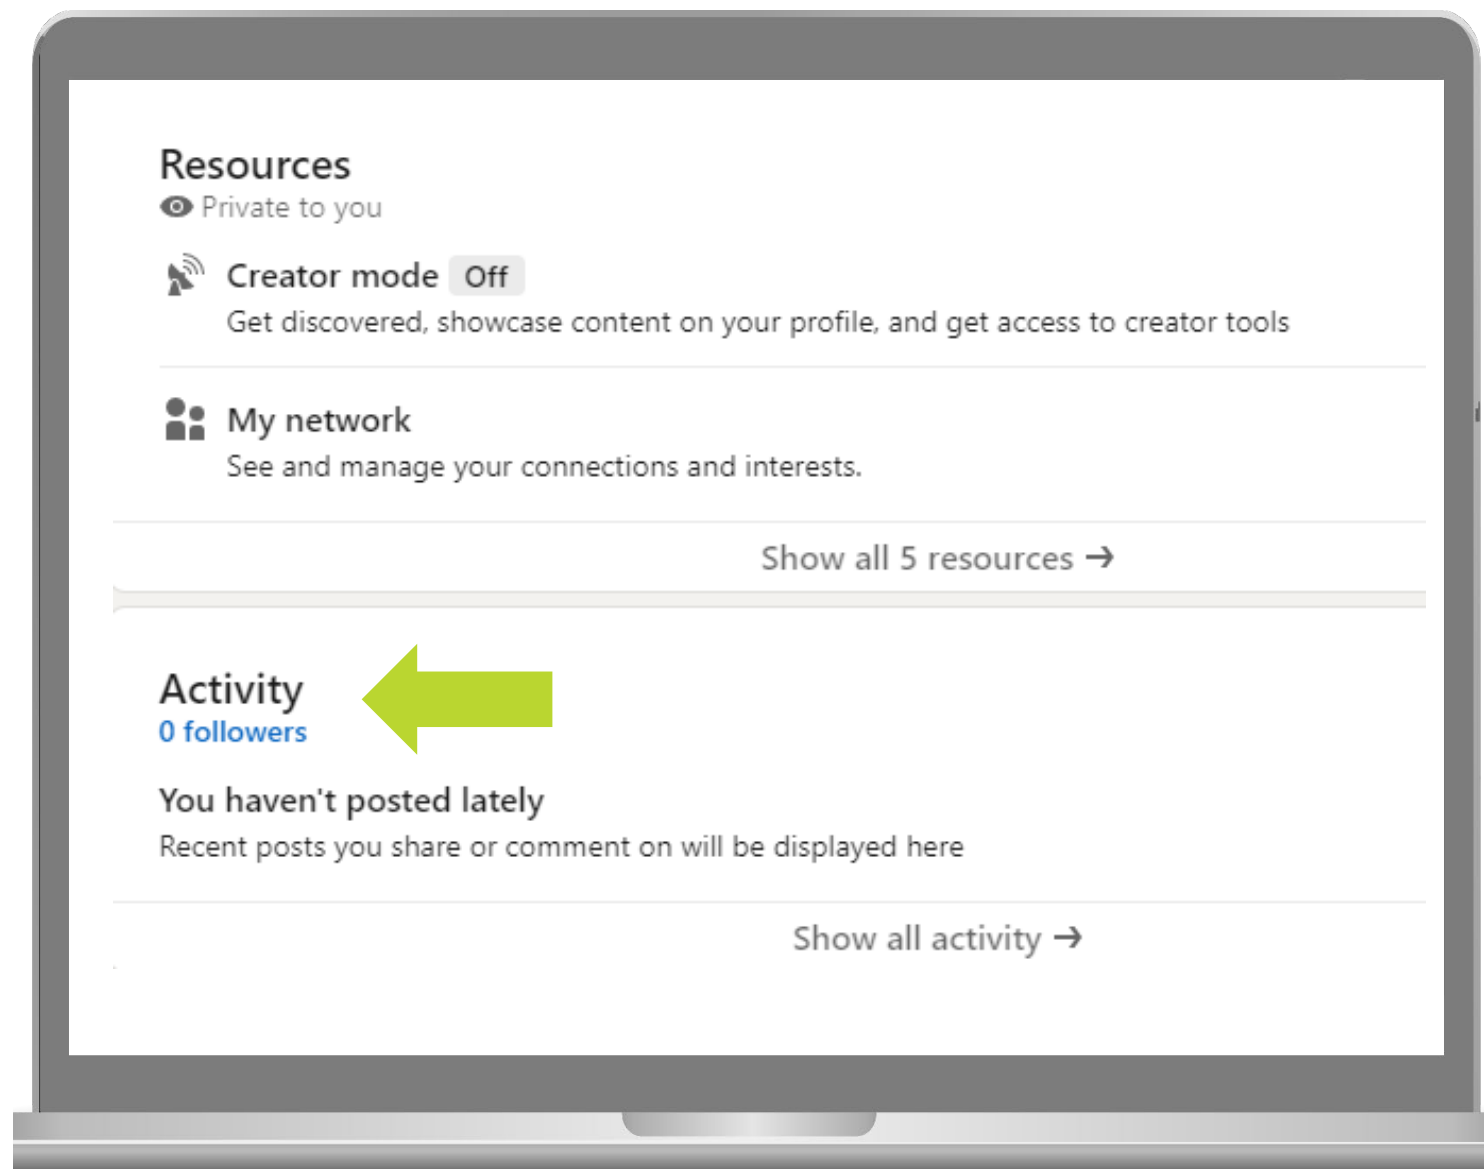 Resources
Private to you
Creator mode Off
Get discovered, showcase content on your profile, and get access to creator tools
My network
See and manage your connections and interests.
Show all 5 resources →
Activity
0 followers
You haven't posted lately
Recent posts you share or comment on will be displayed here
Show all activity →